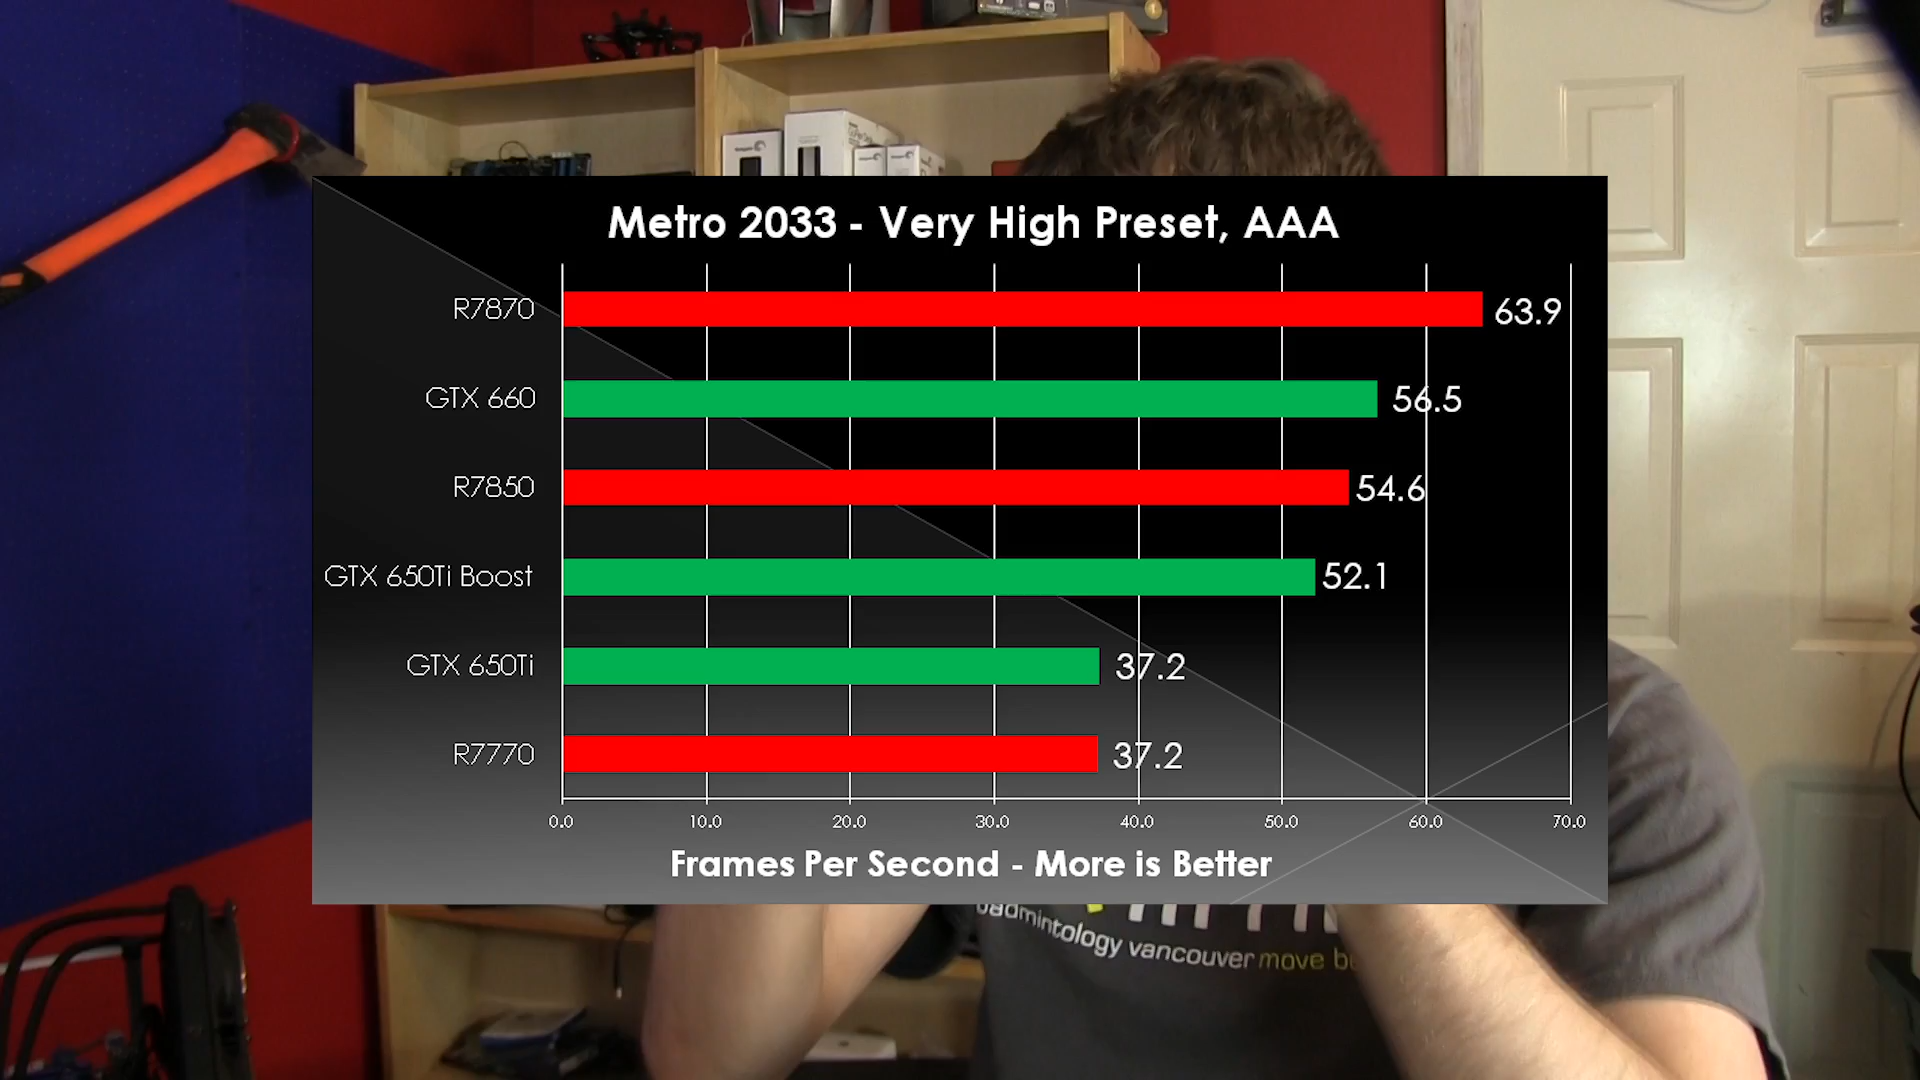 Metro 2033 - Very High Preset, AAA
R7870 63.9
GTX 660 56.5
R7850 54.6
GTX 650Ti Boost 52.1
GTX 650Ti 37.2
R7770 37.2
0.0 10.0 20.0 30.0 40.0 50.0 60.0 70.0
Frames Per Second - More is Better
badmintology vancouver move